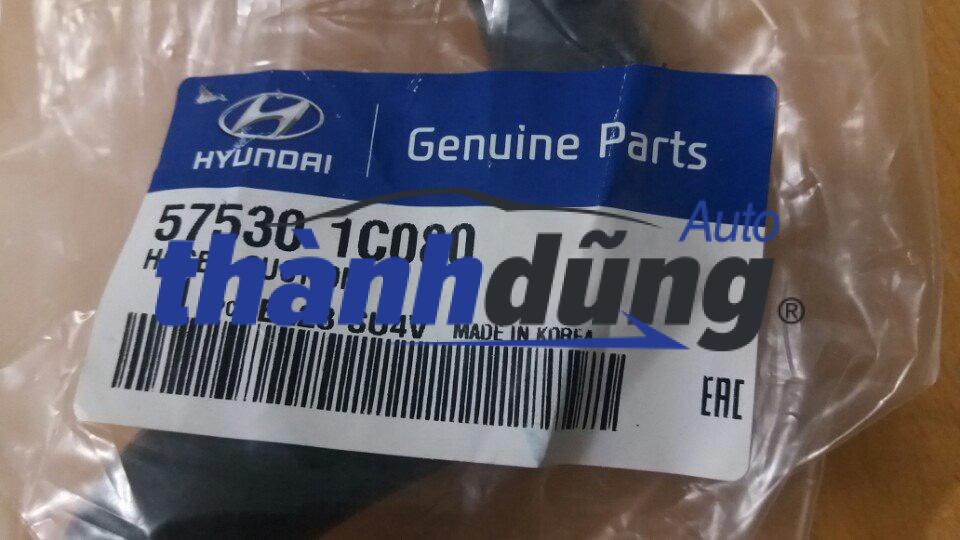 HYUNDAI
Genuine Parts
57530 1C080
Auto
thànhdũng
®
MADE IN KOREA
EAC